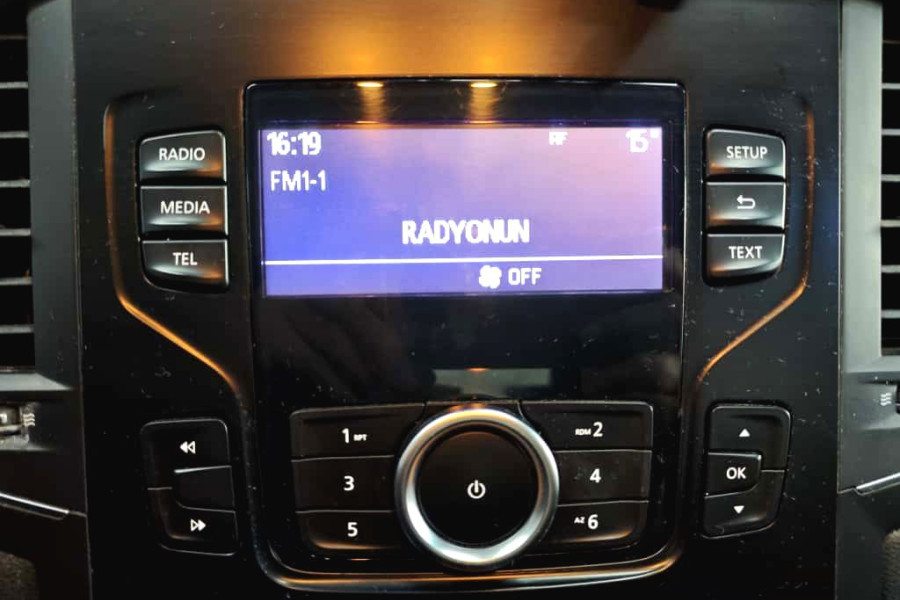 16:19 RF 15°
FM1-1
RADYONUN
OFF
RADIO
MEDIA
TEL
SETUP
TEXT
1 RPT
RDM 2
3
4
5
AZ 6
OK